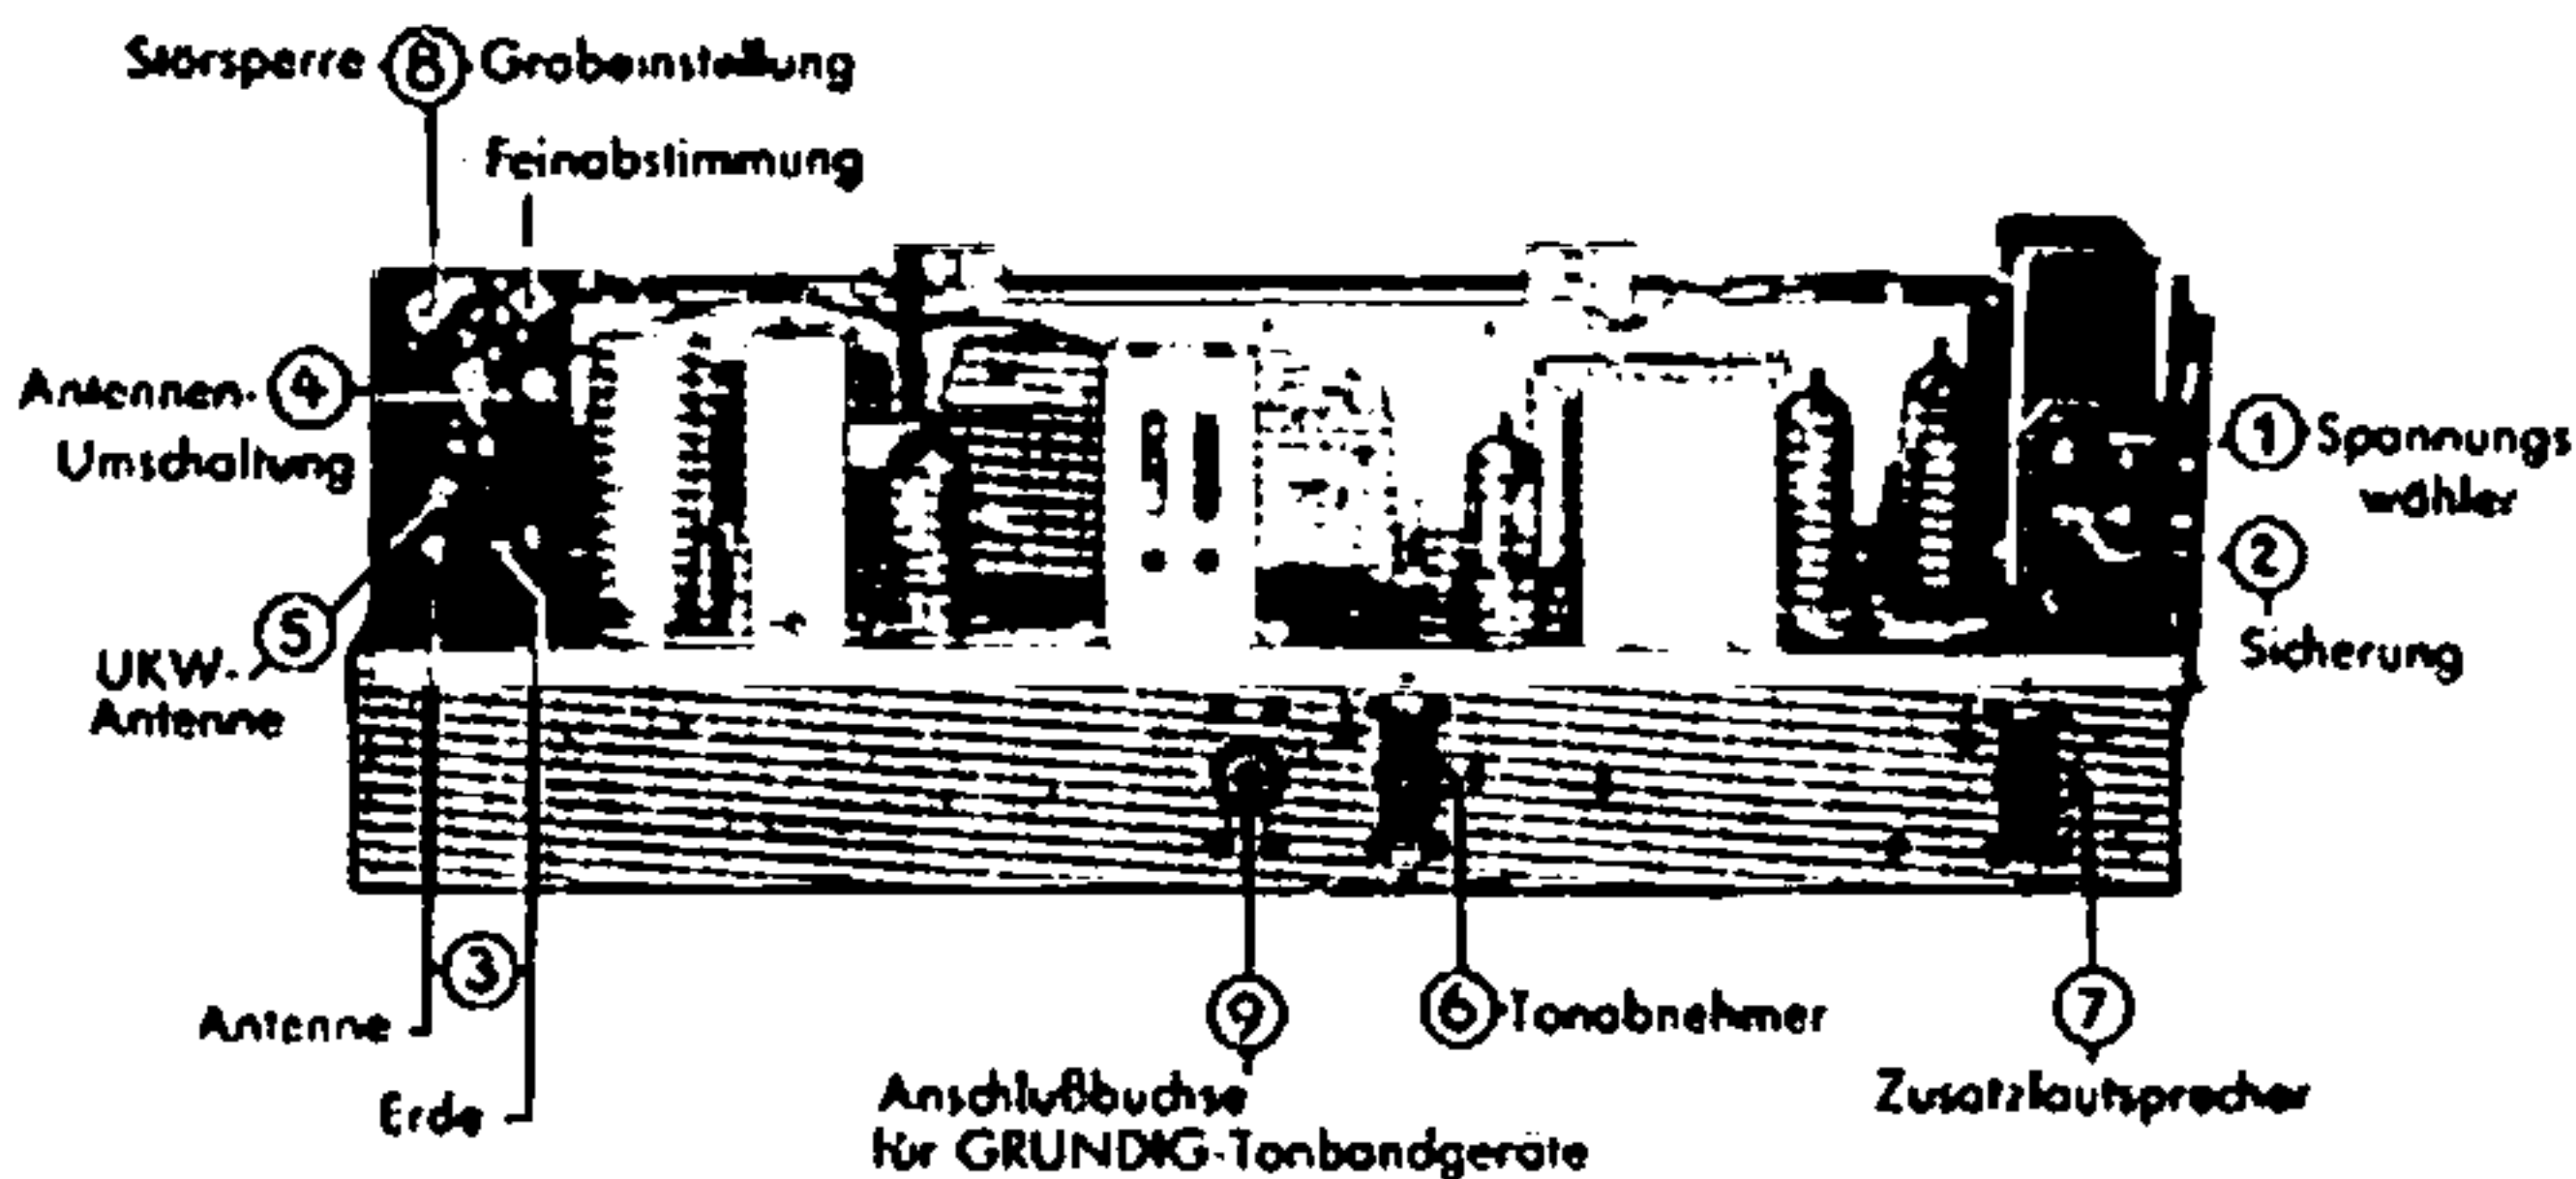 Störsperre 8 Grobeinstellung
Feinabstimmung
Antennen- 4
Umschaltung
1 Spannungs
wähler
2
Sicherung
5
UKW-
Antenne
3
Antenne
Erde
9
Anschlußbuchse
für GRUNDIG-Tonbandgeräte
6 Tonabnehmer
7
Zusatzlautsprecher